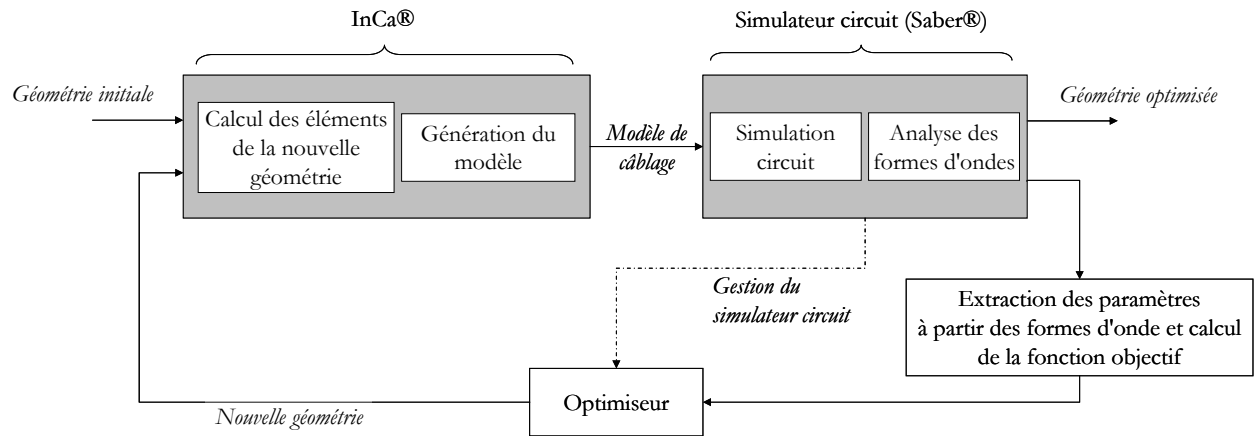 InCa®
Simulateur circuit (Saber®)
Géométrie initiale
Calcul des éléments
de la nouvelle
géométrie
Génération du
modèle
Modèle de
câblage
Simulation
circuit
Analyse des
formes d'ondes
Géométrie optimisée
Gestion du
simulateur circuit
Extraction des paramètres
à partir des formes d'onde et calcul
de la fonction objectif
Optimiseur
Nouvelle géométrie